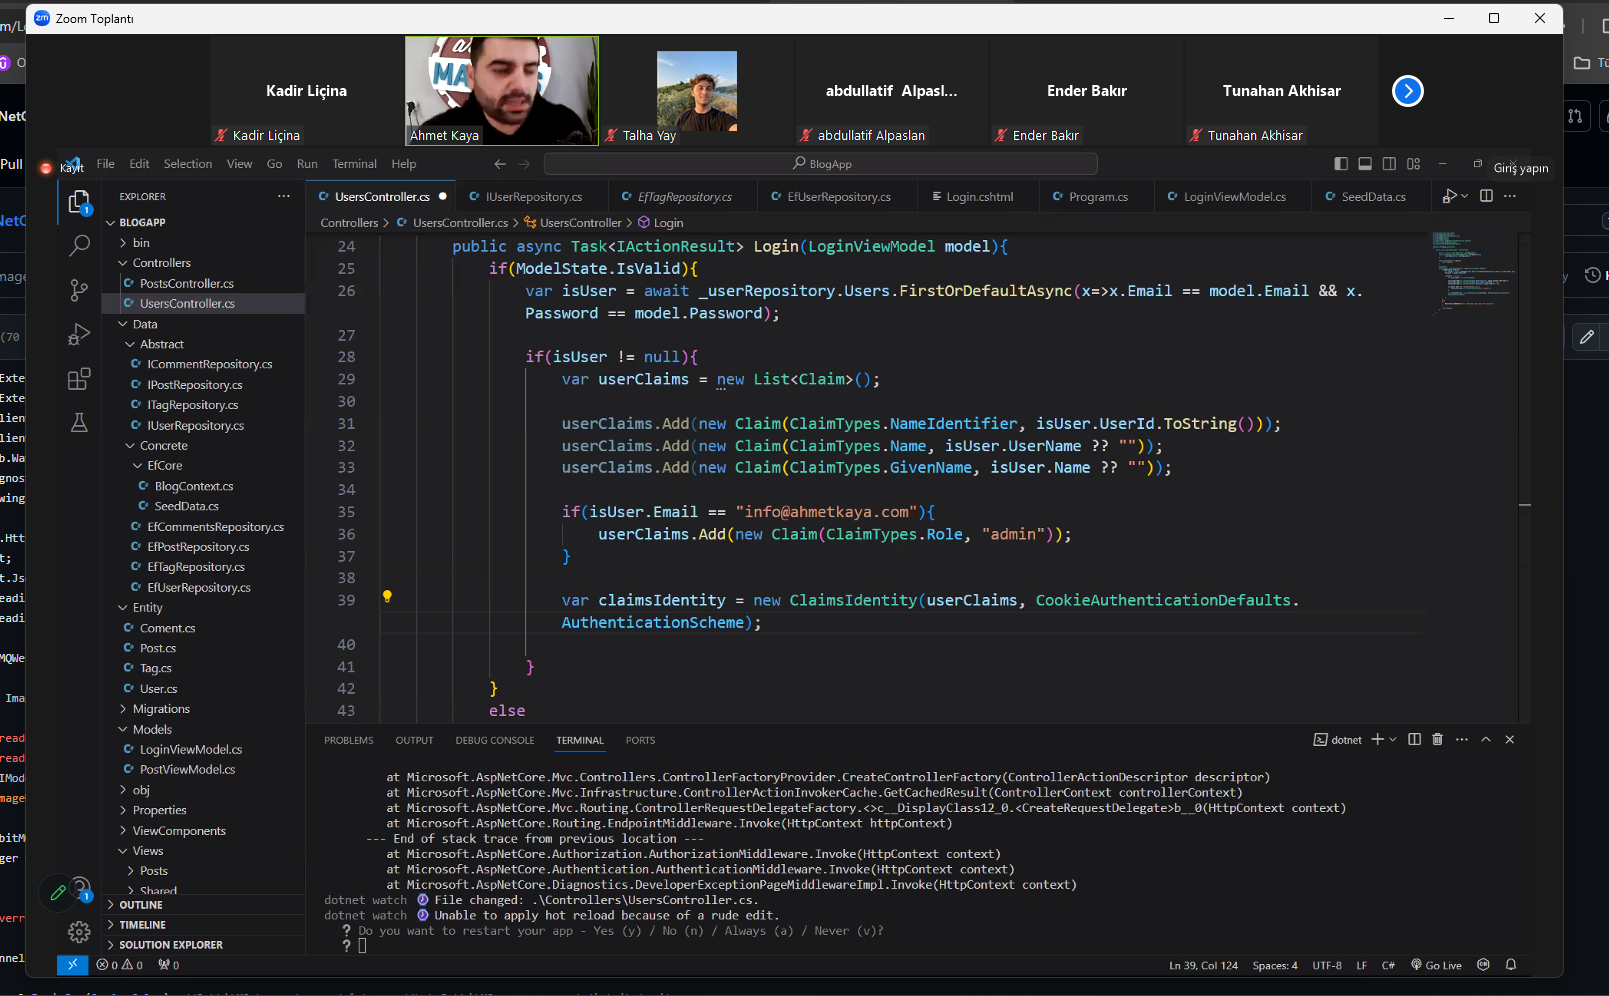 Zoom Toplantı
Kadir Liçina
abdullatif Alpasl...
Ender Bakır
Tunahan Akhisar
Kadir Liçina
Ahmet Kaya
Talha Yay
abdullatif Alpaslan
Ender Bakır
Tunahan Akhisar
Kayıt
File Edit Selection View Go Run Terminal Help
BlogApp
Giriş yapın
EXPLORER
UsersController.cs
IUserRepository.cs
EfTagRepository.cs
EfUserRepository.cs
Login.cshtml
Program.cs
LoginViewModel.cs
SeedData.cs
Controllers > UsersController.cs > UsersController > Login
BLOGAPP
bin
Controllers
PostsController.cs
UsersController.cs
Data
Abstract
ICommentRepository.cs
IPostRepository.cs
ITagRepository.cs
IUserRepository.cs
Concrete
EfCore
BlogContext.cs
SeedData.cs
EfCommentsRepository.cs
EfPostRepository.cs
EfTagRepository.cs
EfUserRepository.cs
Entity
Coment.cs
Post.cs
Tag.cs
User.cs
Migrations
Models
LoginViewModel.cs
PostViewModel.cs
obj
Properties
ViewComponents
Views
Posts
Shared
OUTLINE
TIMELINE
SOLUTION EXPLORER
24 public async Task<IActionResult> Login(LoginViewModel model){
25 if(ModelState.IsValid){
26 var isUser = await _userRepository.Users.FirstOrDefaultAsync(x=>x.Email == model.Email && x.
Password == model.Password);
27
28 if(isUser != null){
29 var userClaims = new List<Claim>();
30
31 userClaims.Add(new Claim(ClaimTypes.NameIdentifier, isUser.UserId.ToString()));
32 userClaims.Add(new Claim(ClaimTypes.Name, isUser.UserName ?? ""));
33 userClaims.Add(new Claim(ClaimTypes.GivenName, isUser.Name ?? ""));
34
35 if(isUser.Email == "info@ahmetkaya.com"){
36 userClaims.Add(new Claim(ClaimTypes.Role, "admin"));
37 }
38
39 var claimsIdentity = new ClaimsIdentity(userClaims, CookieAuthenticationDefaults.
AuthenticationScheme);
40
41 }
42 }
43 else
PROBLEMS OUTPUT DEBUG CONSOLE TERMINAL PORTS
dotnet
at Microsoft.AspNetCore.Mvc.Controllers.ControllerFactoryProvider.CreateControllerFactory(ControllerActionDescriptor descriptor)
at Microsoft.AspNetCore.Mvc.Infrastructure.ControllerActionInvokerCache.GetCachedResult(ControllerContext controllerContext)
at Microsoft.AspNetCore.Mvc.Routing.ControllerRequestDelegateFactory.<>c__DisplayClass12_0.<CreateRequestDelegate>b__0(HttpContext context)
at Microsoft.AspNetCore.Routing.EndpointMiddleware.Invoke(HttpContext httpContext)
--- End of stack trace from previous location ---
at Microsoft.AspNetCore.Authorization.AuthorizationMiddleware.Invoke(HttpContext context)
at Microsoft.AspNetCore.Authentication.AuthenticationMiddleware.Invoke(HttpContext context)
at Microsoft.AspNetCore.Diagnostics.DeveloperExceptionPageMiddlewareImpl.Invoke(HttpContext context)
dotnet watch File changed: .\Controllers\UsersController.cs.
dotnet watch Unable to apply hot reload because of a rude edit.
? Do you want to restart your app - Yes (y) / No (n) / Always (a) / Never (v)?
?
0 0 0
Ln 39, Col 124 Spaces: 4 UTF-8 LF C# Go Live